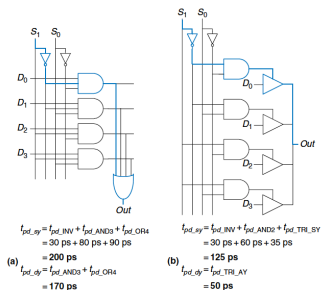 S1 S0
D0
D1
D2
D3
Out
tpd_sy = tpd_INV + tpd_AND3 + tpd_OR4
= 30 ps + 80 ps + 90 ps
= 200 ps
(a) tpd_dy = tpd_AND3 + tpd_OR4
= 170 ps
S1 S0
D0
D1
D2
D3
Out
tpd_sy = tpd_INV + tpd_AND2 + tpd_TRI_SY
= 30 ps + 60 ps + 35 ps
= 125 ps
(b) tpd_dy = tpd_TRI_AY
= 50 ps